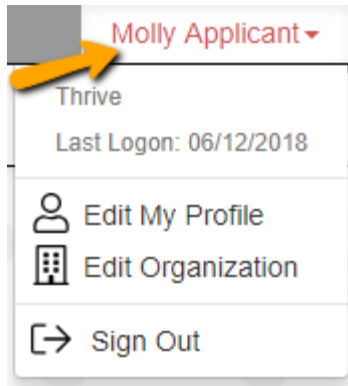 Molly Applicant
Thrive
Last Logon: 06/12/2018
Edit My Profile
Edit Organization
Sign Out